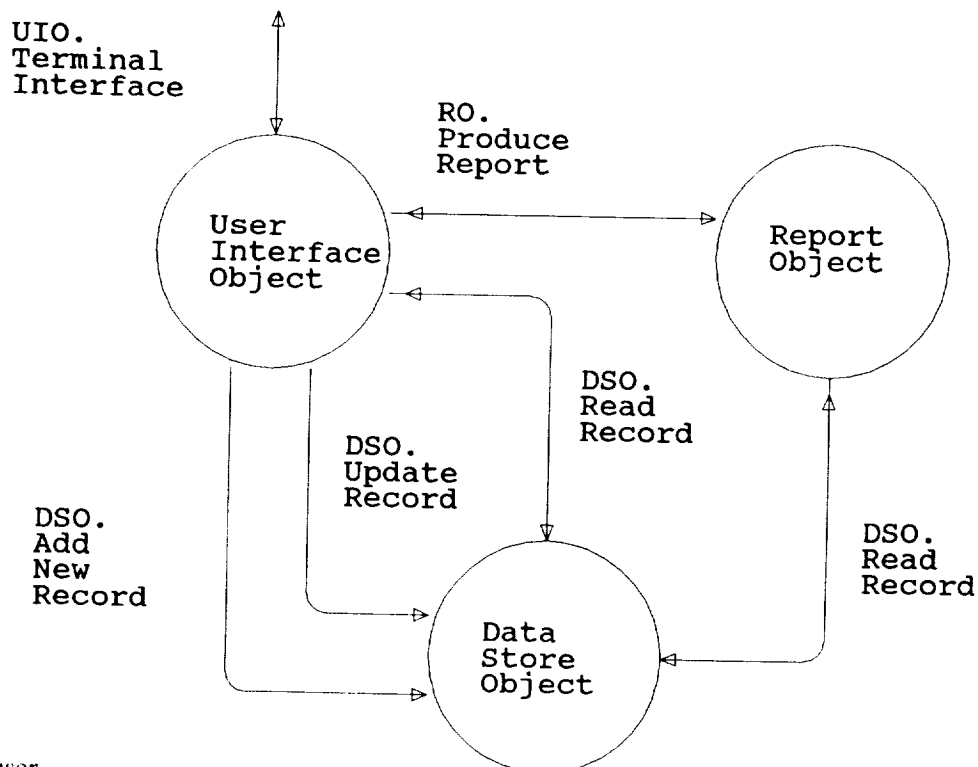 UIO.
Terminal
Interface
RO.
Produce
Report
User
Interface
Object
Report
Object
DSO.
Read
Record
DSO.
Update
Record
DSO.
Add
New
Record
DSO.
Read
Record
Data
Store
Object